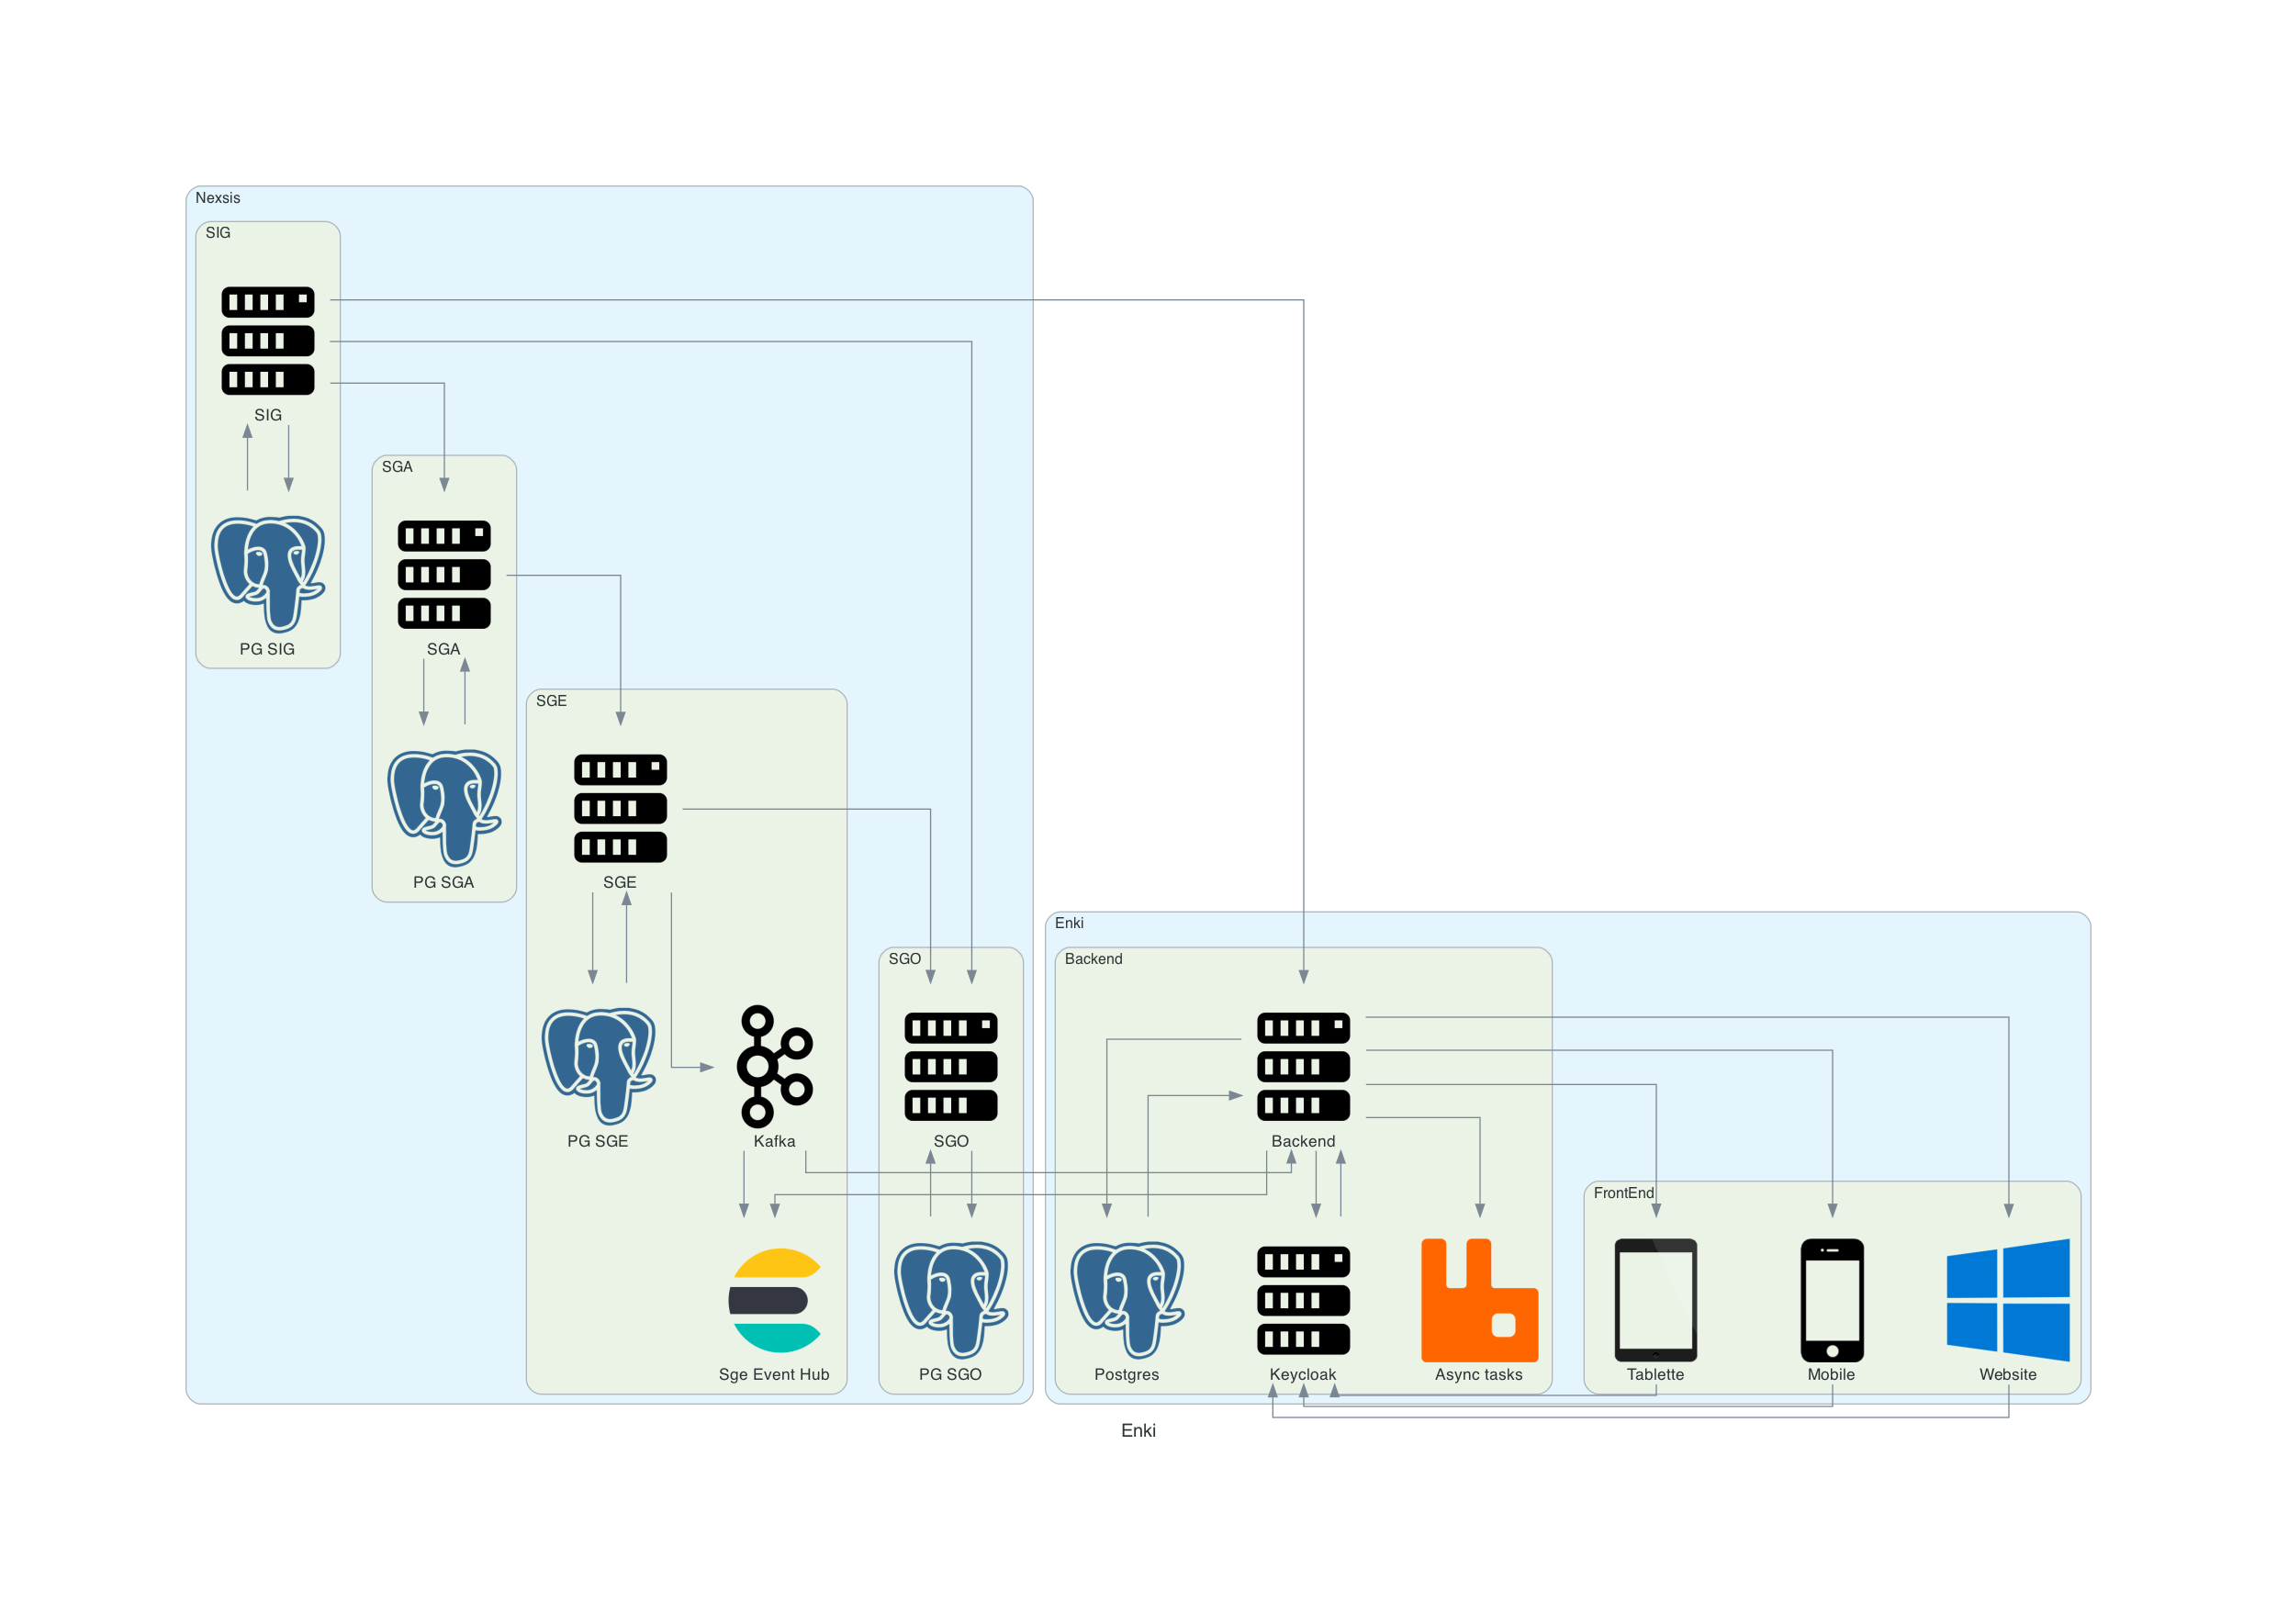 Nexsis
SIG
SIG
PG SIG
SGA
SGA
PG SGA
SGE
SGE
PG SGE
Kafka
Sge Event Hub
SGO
SGO
PG SGO
Enki
Backend
Backend
Postgres
Keycloak
Async tasks
FrontEnd
Tablette
Mobile
Website
Enki